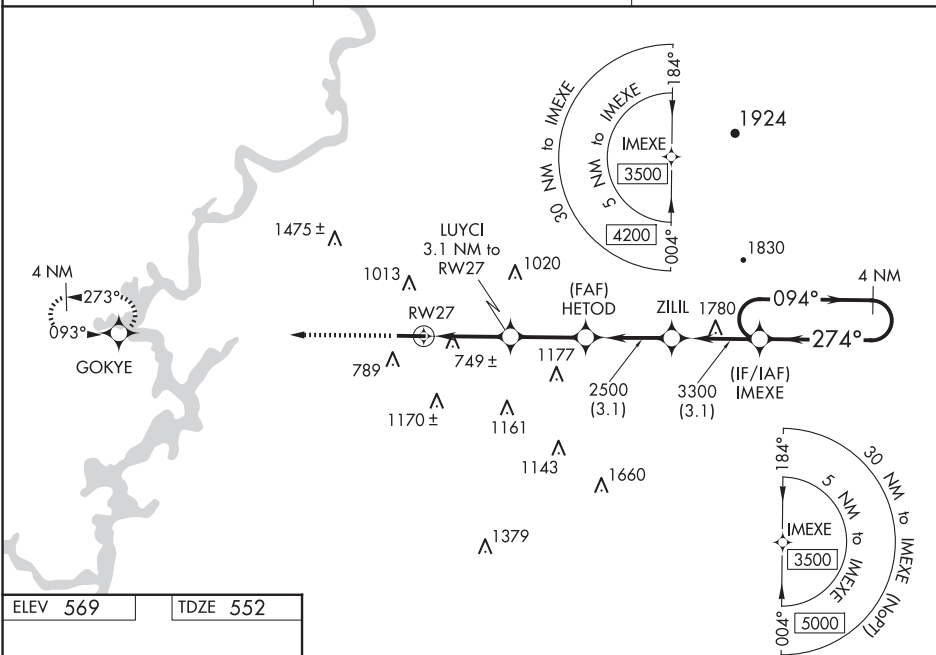 184°
30 NM to IMEXE
5 NM to IMEXE
IMEXE
3500
4200
004°
1924
1830
1475 ±
LUYCI
3.1 NM to
RW27
1013
1020
4 NM
273°
093°
GOKYE
RW27
(FAF)
HETOD
ZILIL
1780
094°
4 NM
274°
(IF/IAF)
IMEXE
789
749 ±
1177
2500
(3.1)
3300
(3.1)
1170 ±
1161
1143
1660
1379
184°
30 NM to IMEXE (NoPT)
5 NM to IMEXE
IMEXE
3500
5000
004°
ELEV 569
TDZE 552